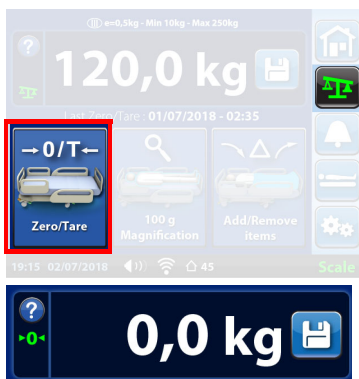 e=0,5kg - Min 10kg - Max 250kg
?
120,0 kg
Last Zero/Tare : 01/07/2018 - 02:35
→0/T←
Zero/Tare
100 g
Magnification
Add/Remove
items
19:15 02/07/2018 45
Scale
?
►0◄
0,0 kg